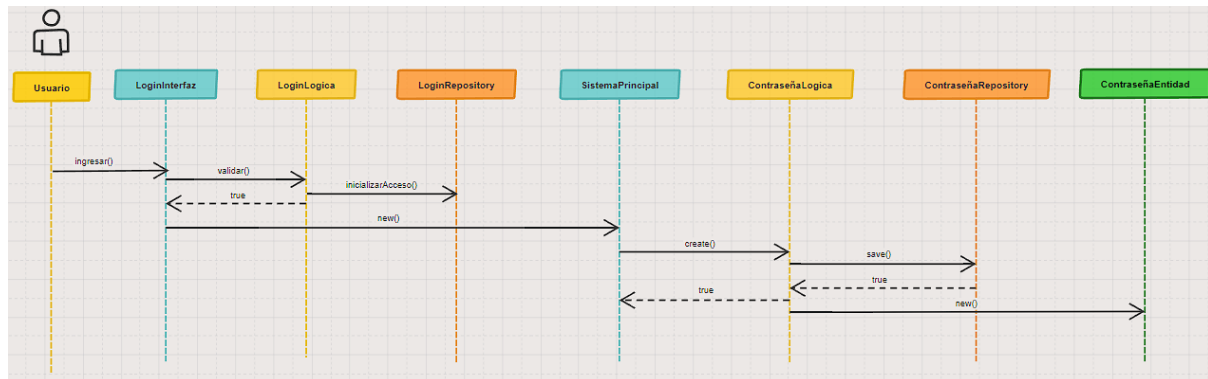 Usuario
LoginInterfaz
LoginLogica
LoginRepository
SistemaPrincipal
ContraseñaLogica
ContraseñaRepository
ContraseñaEntidad
ingresar()
validar()
inicializarAcceso()
true
new()
create()
save()
true
true
new()